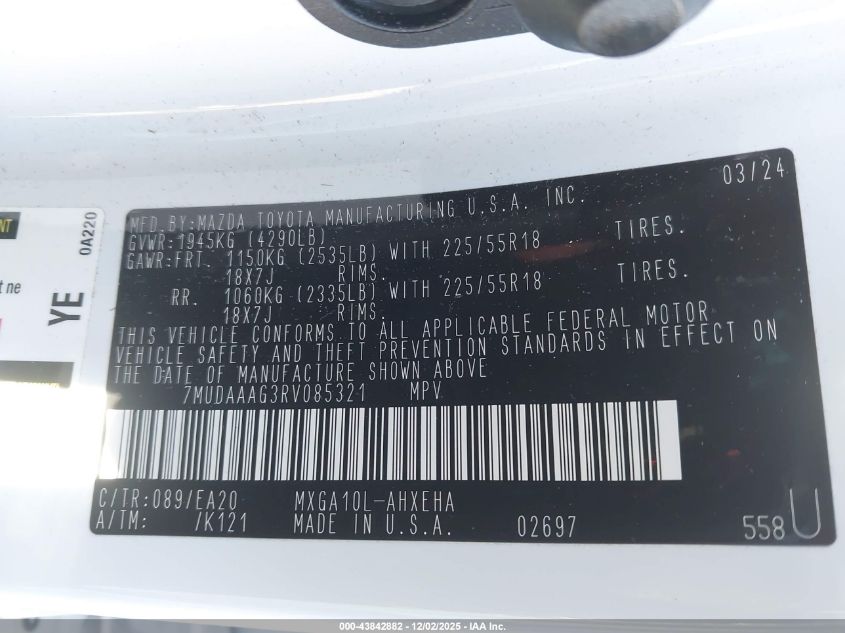 03/24
MFD. BY:MAZDA TOYOTA MANUFACTURING U.S.A. INC.
GVWR:1945KG (4290LB)
GAWR:FRT. 1150KG (2535LB) WITH 225/55R18 TIRES.
18X7J RIMS.
RR. 1060KG (2335LB) WITH 225/55R18 TIRES.
18X7J RIMS.
THIS VEHICLE CONFORMS TO ALL APPLICABLE FEDERAL MOTOR
VEHICLE SAFETY AND THEFT PREVENTION STANDARDS IN EFFECT ON
THE DATE OF MANUFACTURE SHOWN ABOVE
7MUDAAAG3RV085321 MPV
C/TR:089/EA20 MXGA10L-AHXEHA
A/TM: /K121 MADE IN U.S.A. 02697 558 U
0A220
YE
t ne
000-43842882 - 12/02/2025 - IAA Inc.